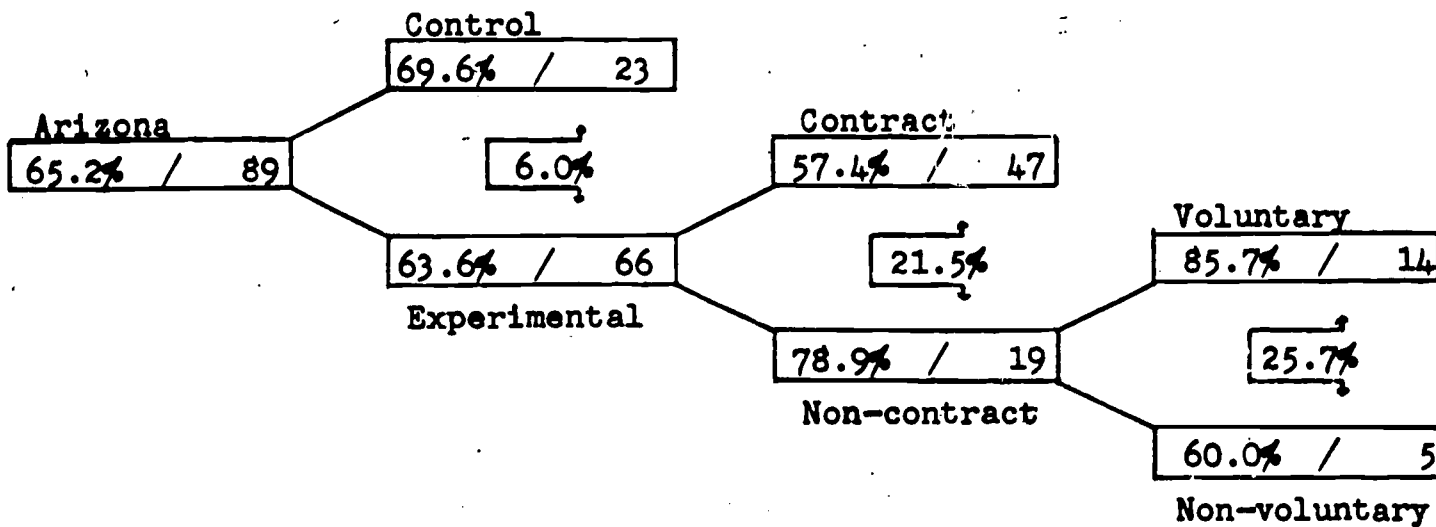 Control
69.6% / 23
Arizona
65.2% / 89
6.0%
Contract
57.4% / 47
63.6% / 66
Experimental
21.5%
Voluntary
85.7% / 14
78.9% / 19
Non-contract
25.7%
60.0% / 5
Non-voluntary